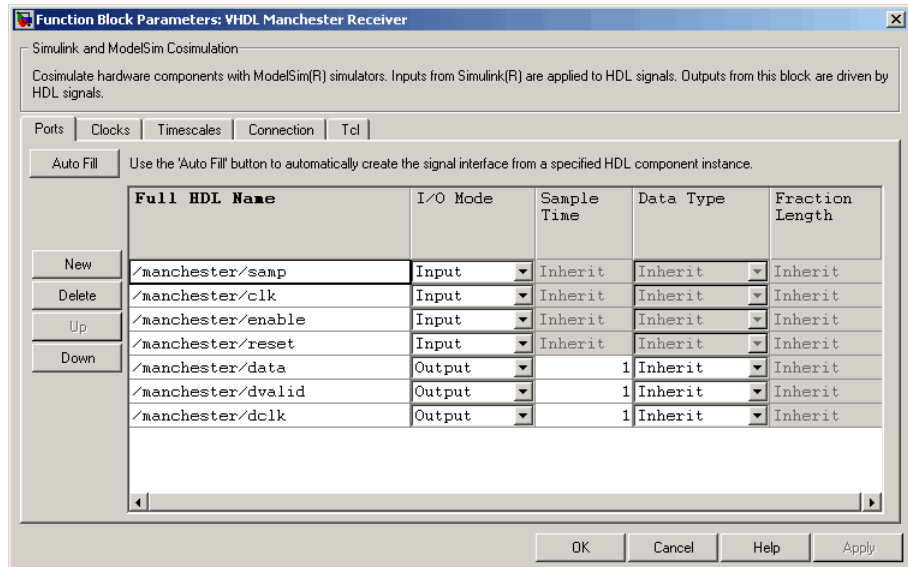 Function Block Parameters: VHDL Manchester Receiver
Simulink and ModelSim Cosimulation
Cosimulate hardware components with ModelSim(R) simulators. Inputs from Simulink(R) are applied to HDL signals. Outputs from this block are driven by
HDL signals.
Ports Clocks Timescales Connection Tcl
Auto Fill Use the 'Auto Fill' button to automatically create the signal interface from a specified HDL component instance.
Full HDL Name I/O Mode Sample Time Data Type Fraction Length
New /manchester/samp Input Inherit Inherit Inherit
Delete /manchester/clk Input Inherit Inherit Inherit
Up /manchester/enable Input Inherit Inherit Inherit
/manchester/reset Input Inherit Inherit Inherit
Down /manchester/data Output 1 Inherit Inherit
/manchester/dvalid Output 1 Inherit Inherit
/manchester/dclk Output 1 Inherit Inherit
OK Cancel Help Apply